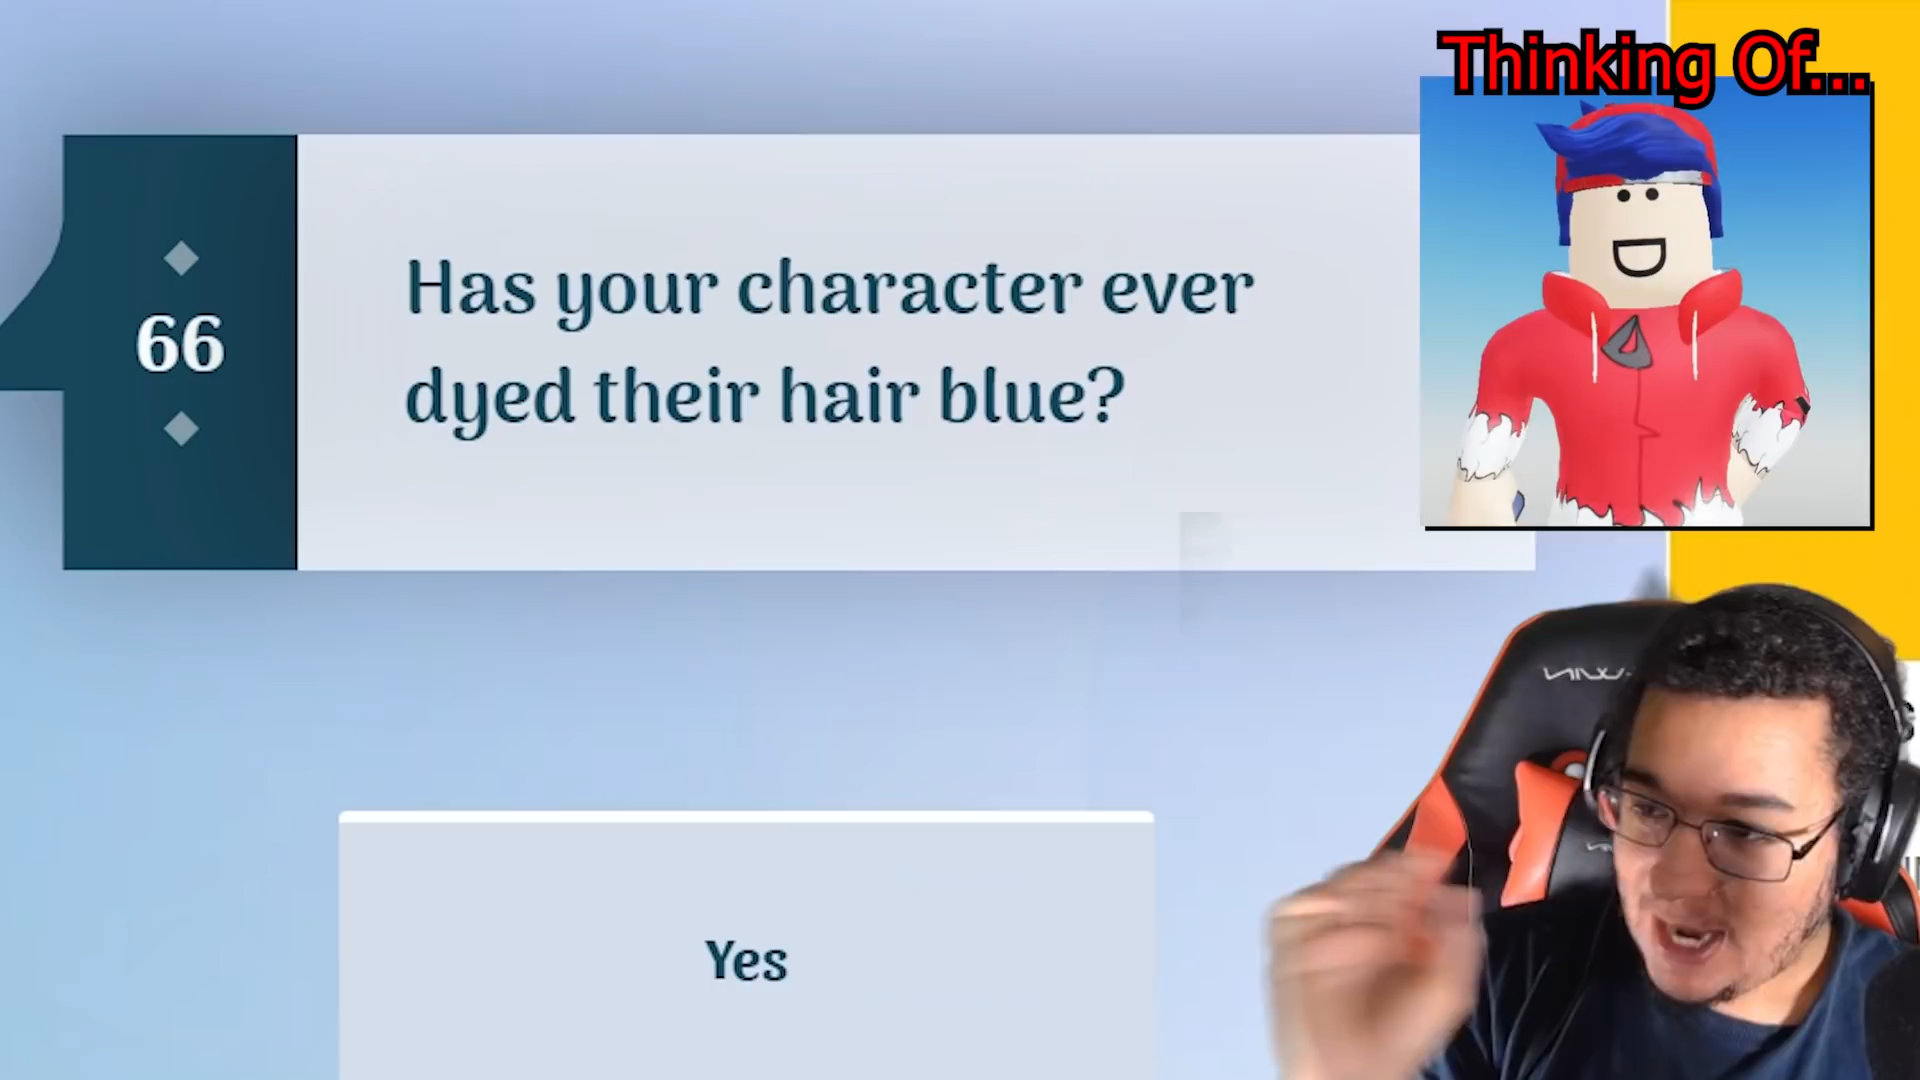 Thinking Of...
66
Has your character ever
dyed their hair blue?
Yes